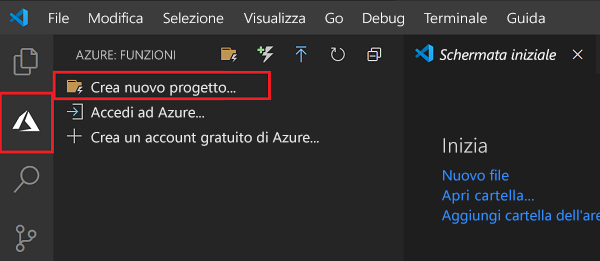 File Modifica Selezione Visualizza Go Debug Terminale Guida
AZURE: FUNZIONI
Schermata iniziale
Crea nuovo progetto...
Accedi ad Azure...
Crea un account gratuito di Azure...
Inizia
Nuovo file
Apri cartella...
Aggiungi cartella dell'are